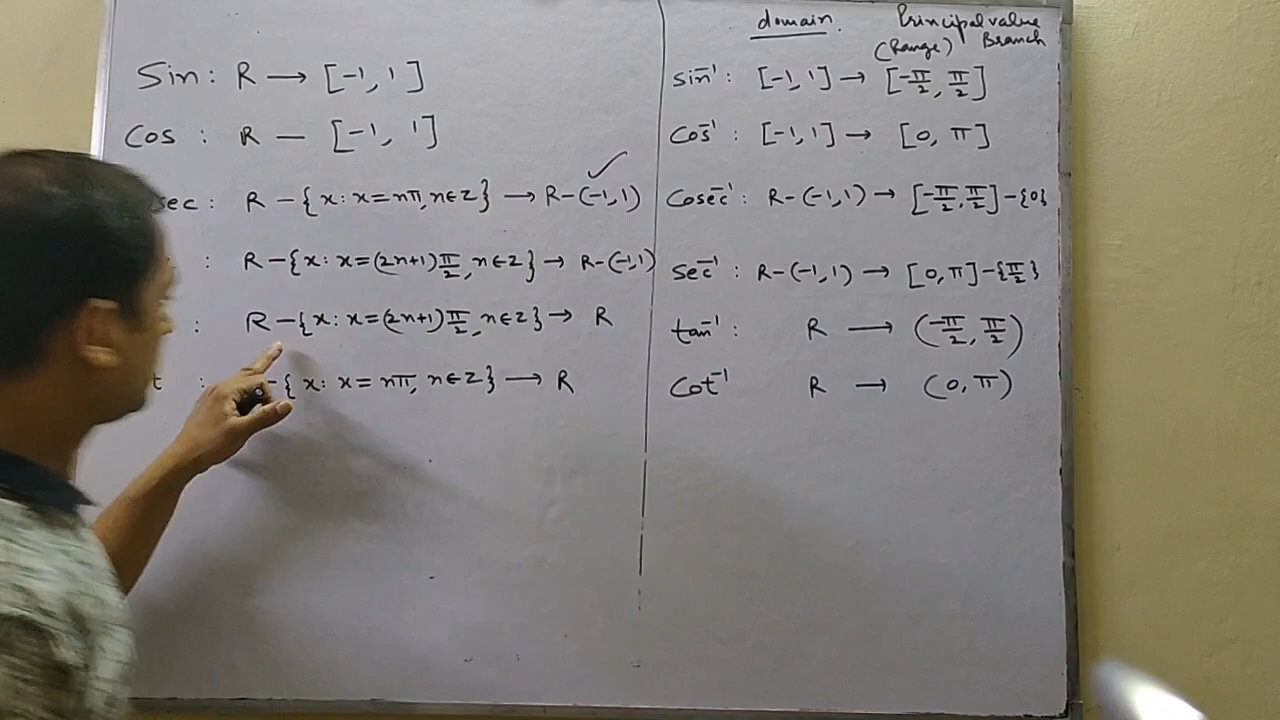 Sin : R → [-1, 1]
Cos : R — [-1, 1]
sec : R - {x : x = nπ, n∈Z} → R-(-1,1)
: R - {x : x = (2n+1)π/2, n∈Z} → R-(-1,1)
: R - {x : x = (2n+1)π/2, n∈Z} → R
t : - {x : x = nπ, n∈Z} → R
domain. Principal value
(Range) Branch
sin⁻¹ : [-1, 1] → [-π/2, π/2]
Cos⁻¹ : [-1, 1] → [0, π]
Cosec⁻¹ : R-(-1,1) → [-π/2, π/2]-{0}
sec⁻¹ : R-(-1,1) → [0, π]-{π/2}
tan⁻¹ : R → (-π/2, π/2)
Cot⁻¹ R → (0, π)